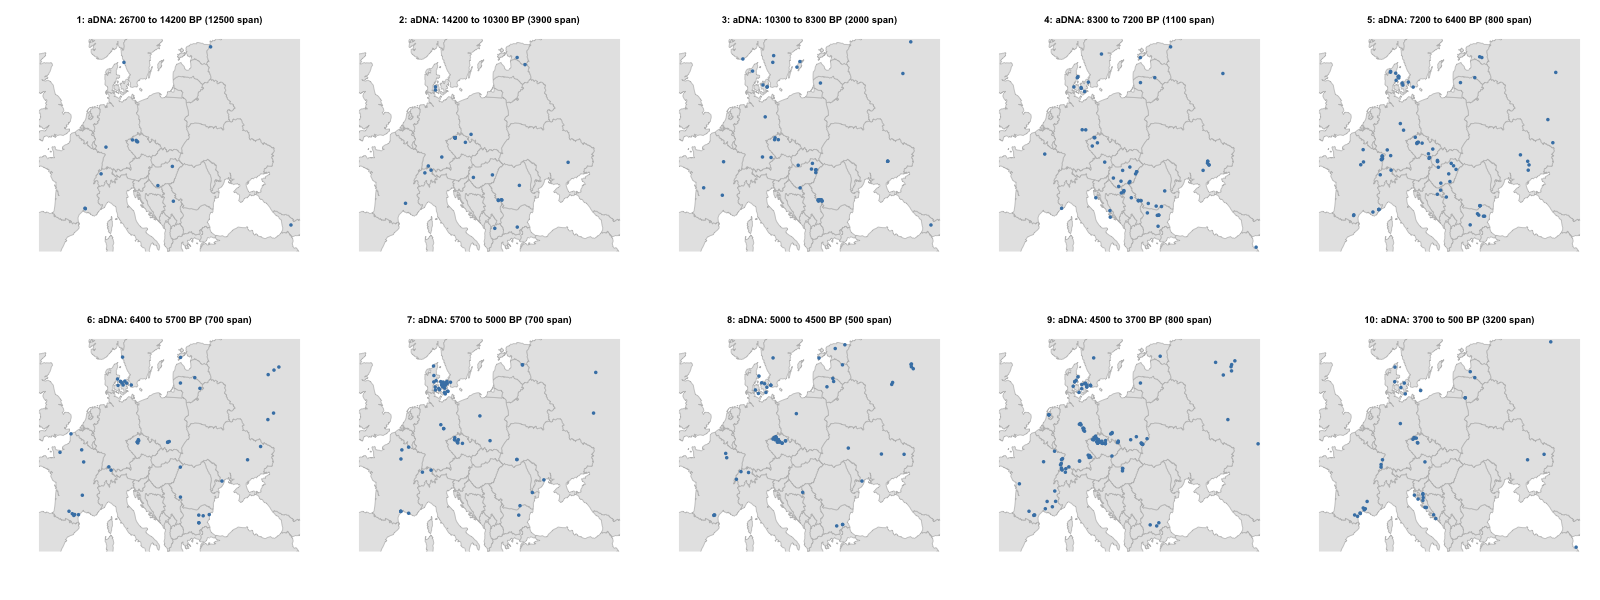 1: aDNA: 26700 to 14200 BP (12500 span)
2: aDNA: 14200 to 10300 BP (3900 span)
3: aDNA: 10300 to 8300 BP (2000 span)
4: aDNA: 8300 to 7200 BP (1100 span)
5: aDNA: 7200 to 6400 BP (800 span)
6: aDNA: 6400 to 5700 BP (700 span)
7: aDNA: 5700 to 5000 BP (700 span)
8: aDNA: 5000 to 4500 BP (500 span)
9: aDNA: 4500 to 3700 BP (800 span)
10: aDNA: 3700 to 500 BP (3200 span)